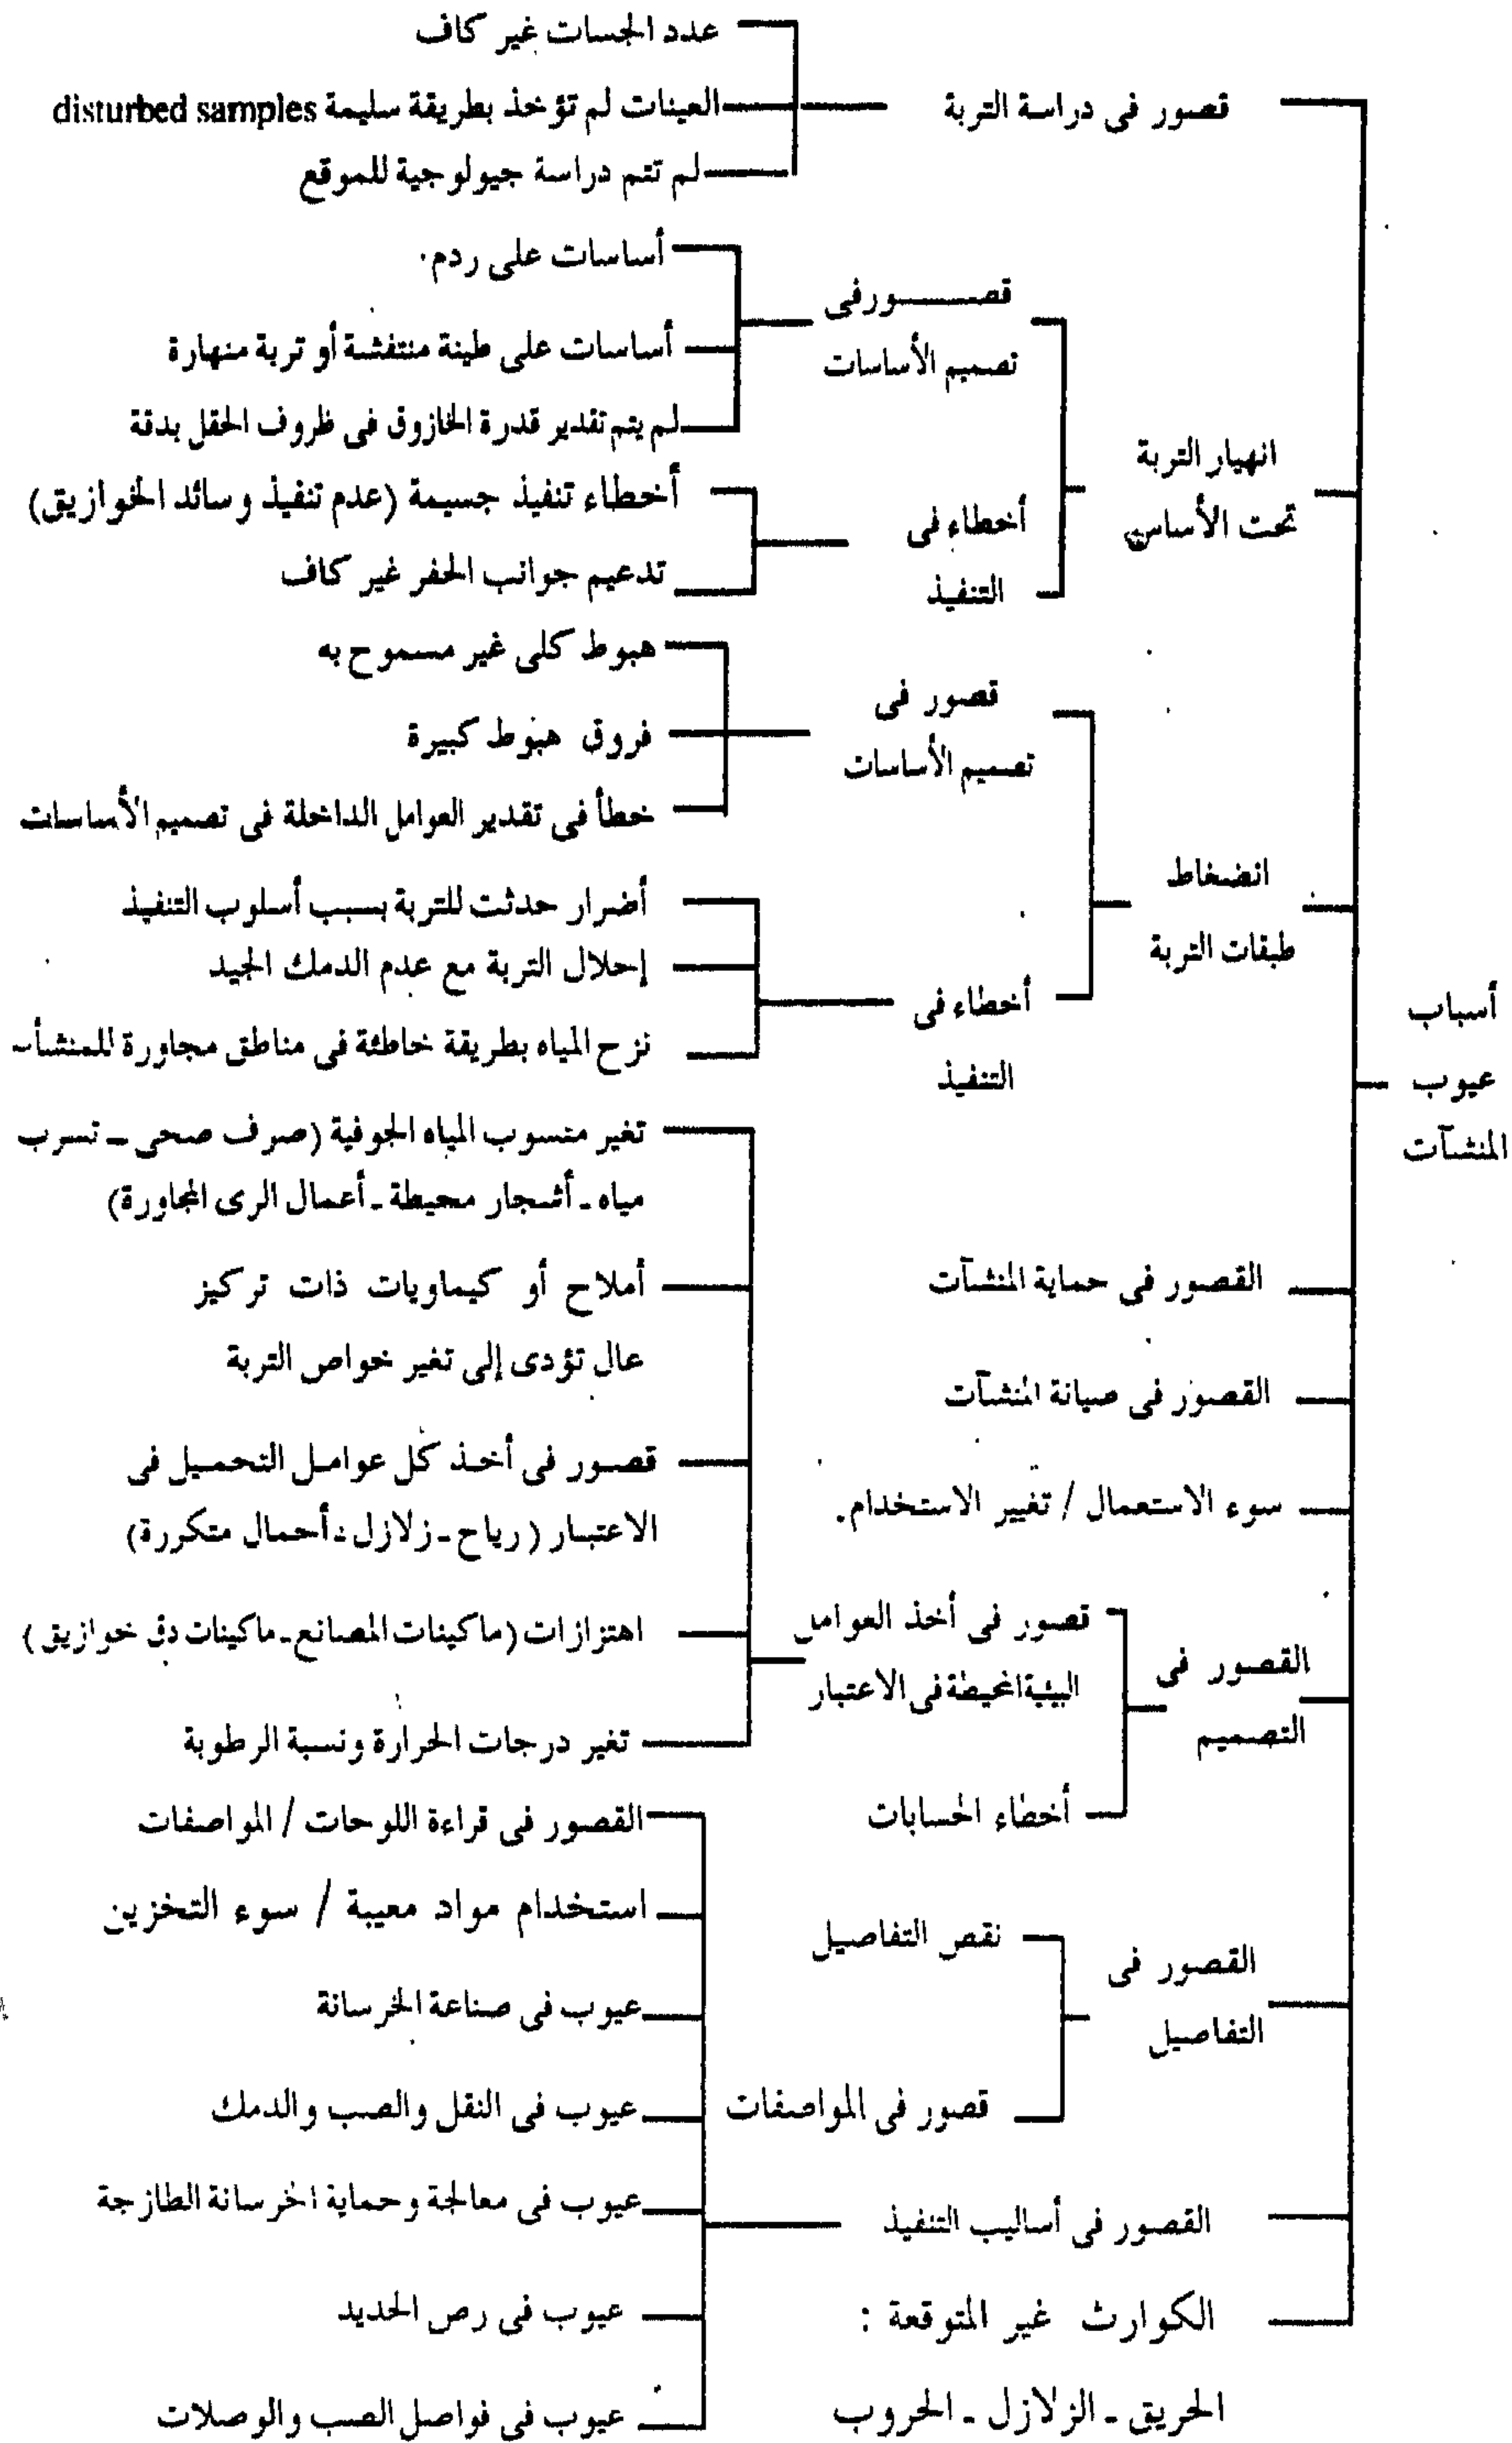 أسباب
عيوب
المنشآت
قصور فى دراسة التربة
عدد الجسات غير كاف
العينات لم تؤخذ بطريقة سليمة disturbed samples
لم تتم دراسة جيولوجية للموقع
انهيار التربة
تحت الأساس
قصــــــور فى
تصميم الأساسات
أساسات على ردم.
أساسات على طينة منتفشة أو تربة منهارة
لم يتم تقدير قدرة الخازوق فى ظروف الحقل بدقة
أخطاء فى
التنفيذ
أخطاء تنفيذ جسيمة (عدم تنفيذ وسائد الخوازيق)
تدعيم جوانب الحفر غير كاف
انضغاط
طبقات التربة
قصور فى
تصميم الأساسات
هبوط كلى غير مسموح به
فروق هبوط كبيرة
خطأ فى تقدير العوامل الداخلة فى تصميم الأساسات
أخطاء فى
التنفيذ
أضرار حدثت للتربة بسبب أسلوب التنفيذ
إحلال التربة مع عدم الدمك الجيد
نزح المياه بطريقة خاطئة فى مناطق مجاورة للمنشأ
القصور فى حماية المنشآت
القصور فى صيانة المنشآت
سوء الاستعمال / تغيير الاستخدام.
القصور فى
التصميم
قصور فى أخذ العوامل
البيئية المحيطة فى الاعتبار
تغير منسوب المياه الجوفية (صرف صحى ـ تسرب
مياه ـ أشجار محيطة ـ أعمال الرى المجاورة)
أملاح أو كيماويات ذات تركيز
عال تؤدى إلى تغير خواص التربة
قصور فى أخذ كل عوامل التحميل فى
الاعتبار (رياح ـ زلازل ـ أحمال متكررة)
اهتزازات (ماكينات المصانع ـ ماكينات دق خوازيق)
تغير درجات الحرارة ونسبة الرطوبة
أخطاء الحسابات
القصور فى
التفاصيل
نقص التفاصيل
قصور فى المواصفات
القصور فى أساليب التنفيذ
القصور فى قراءة اللوحات / المواصفات
استخدام مواد معيبة / سوء التخزين
عيوب فى صناعة الخرسانة
عيوب فى النقل والصب والدمك
عيوب فى معالجة وحماية الخرسانة الطازجة
عيوب فى رص الحديد
عيوب فى فواصل الصب والوصلات
الكوارث غير المتوقعة :
الحريق ـ الزلازل ـ الحروب